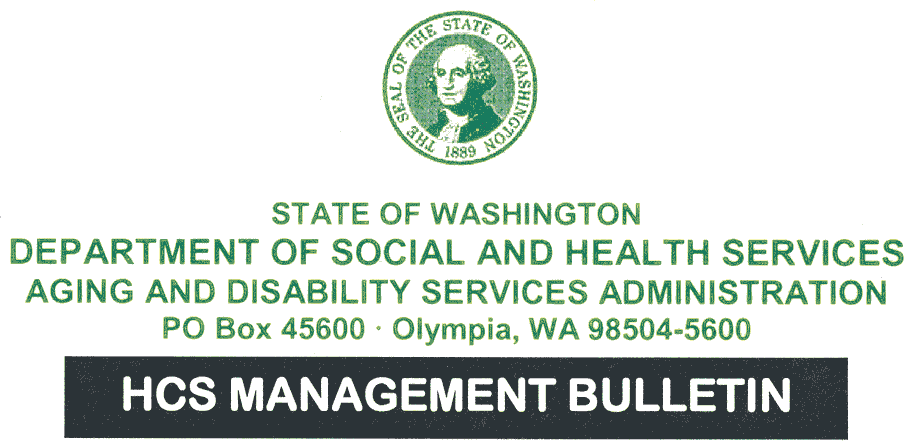 THE SEAL OF THE STATE OF WASHINGTON
1889
STATE OF WASHINGTON
DEPARTMENT OF SOCIAL AND HEALTH SERVICES
AGING AND DISABILITY SERVICES ADMINISTRATION
PO Box 45600 · Olympia, WA 98504-5600
HCS MANAGEMENT BULLETIN